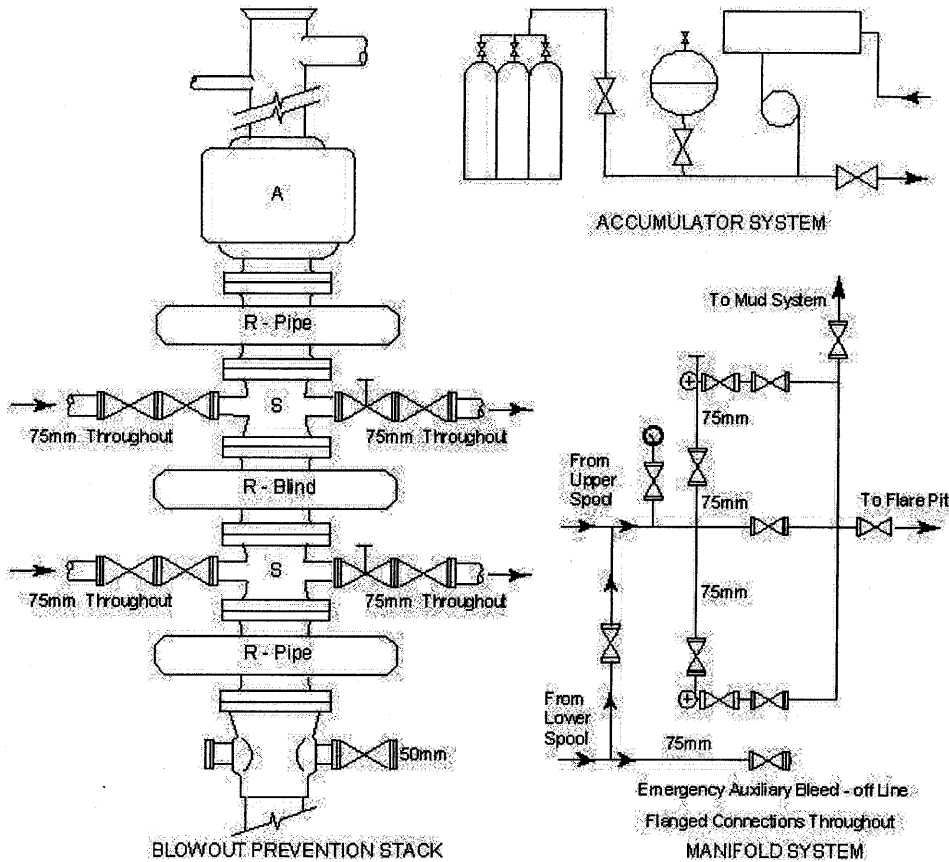 A
R - Pipe
S
75mm Throughout
75mm Throughout
R - Blind
S
75mm Throughout
75mm Throughout
R - Pipe
50mm
BLOWOUT PREVENTION STACK
ACCUMULATOR SYSTEM
To Mud System
75mm
From
Upper
Spool
75mm
To Flare Pit
75mm
From
Lower
Spool
75mm
Emergency Auxiliary Bleed - off Line
Flanged Connections Throughout
MANIFOLD SYSTEM